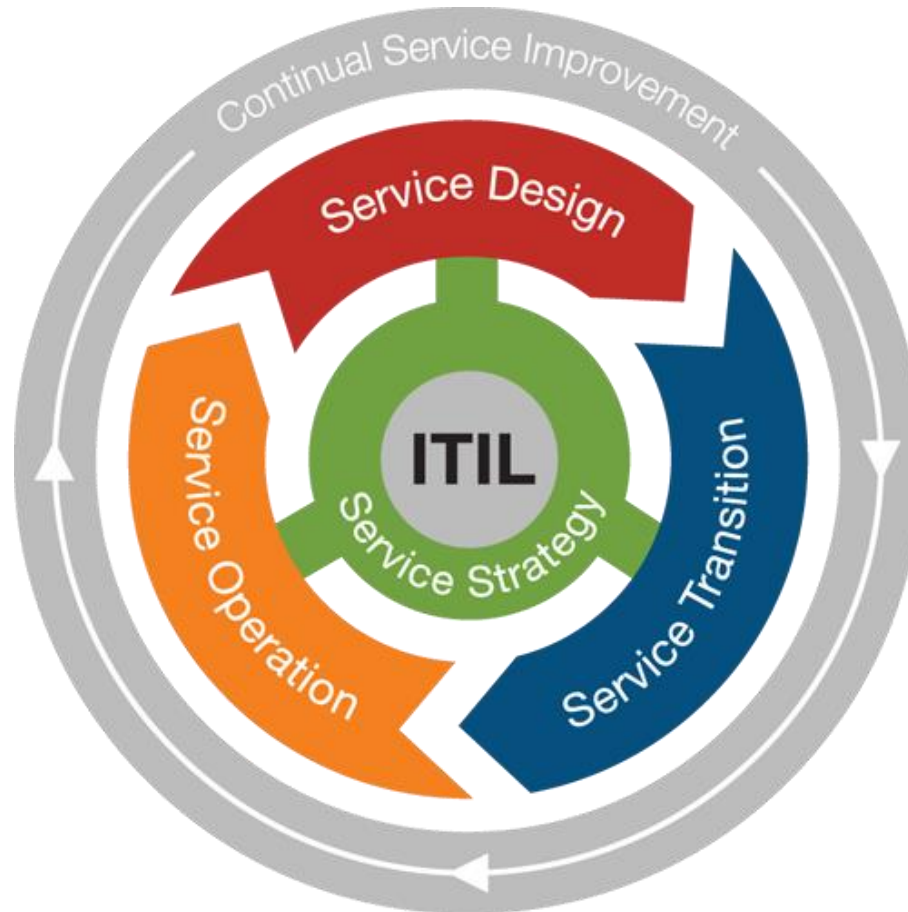 Continual Service Improvement
Service Design
Service Transition
Service Operation
ITIL
Service Strategy